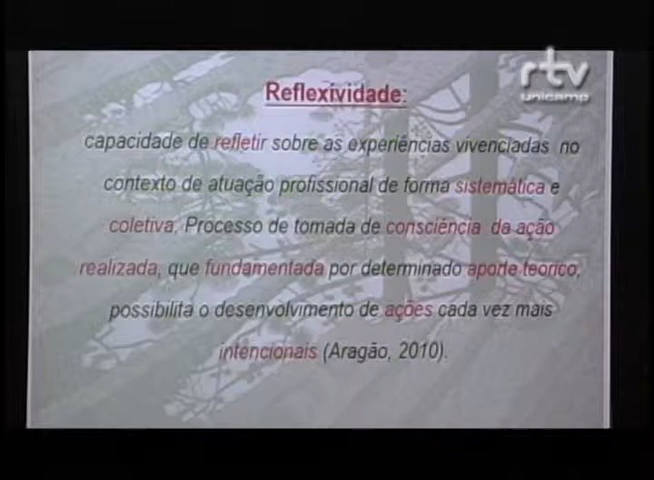 rtv
unicamp
Reflexividade:
capacidade de refletir sobre as experiências vivenciadas no
contexto de atuação profissional de forma sistemática e
coletiva. Processo de tomada de consciência da ação
realizada, que fundamentada por determinado aporte teórico,
possibilita o desenvolvimento de ações cada vez mais
intencionais (Aragão, 2010).